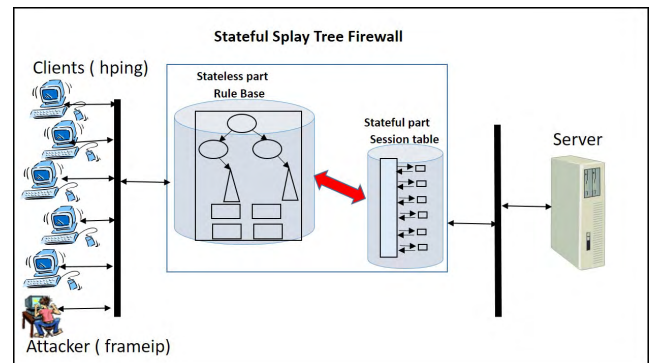 Stateful Splay Tree Firewall
Clients ( hping)
Stateless part
Rule Base
Stateful part
Session table
Server
Attacker ( frameip)